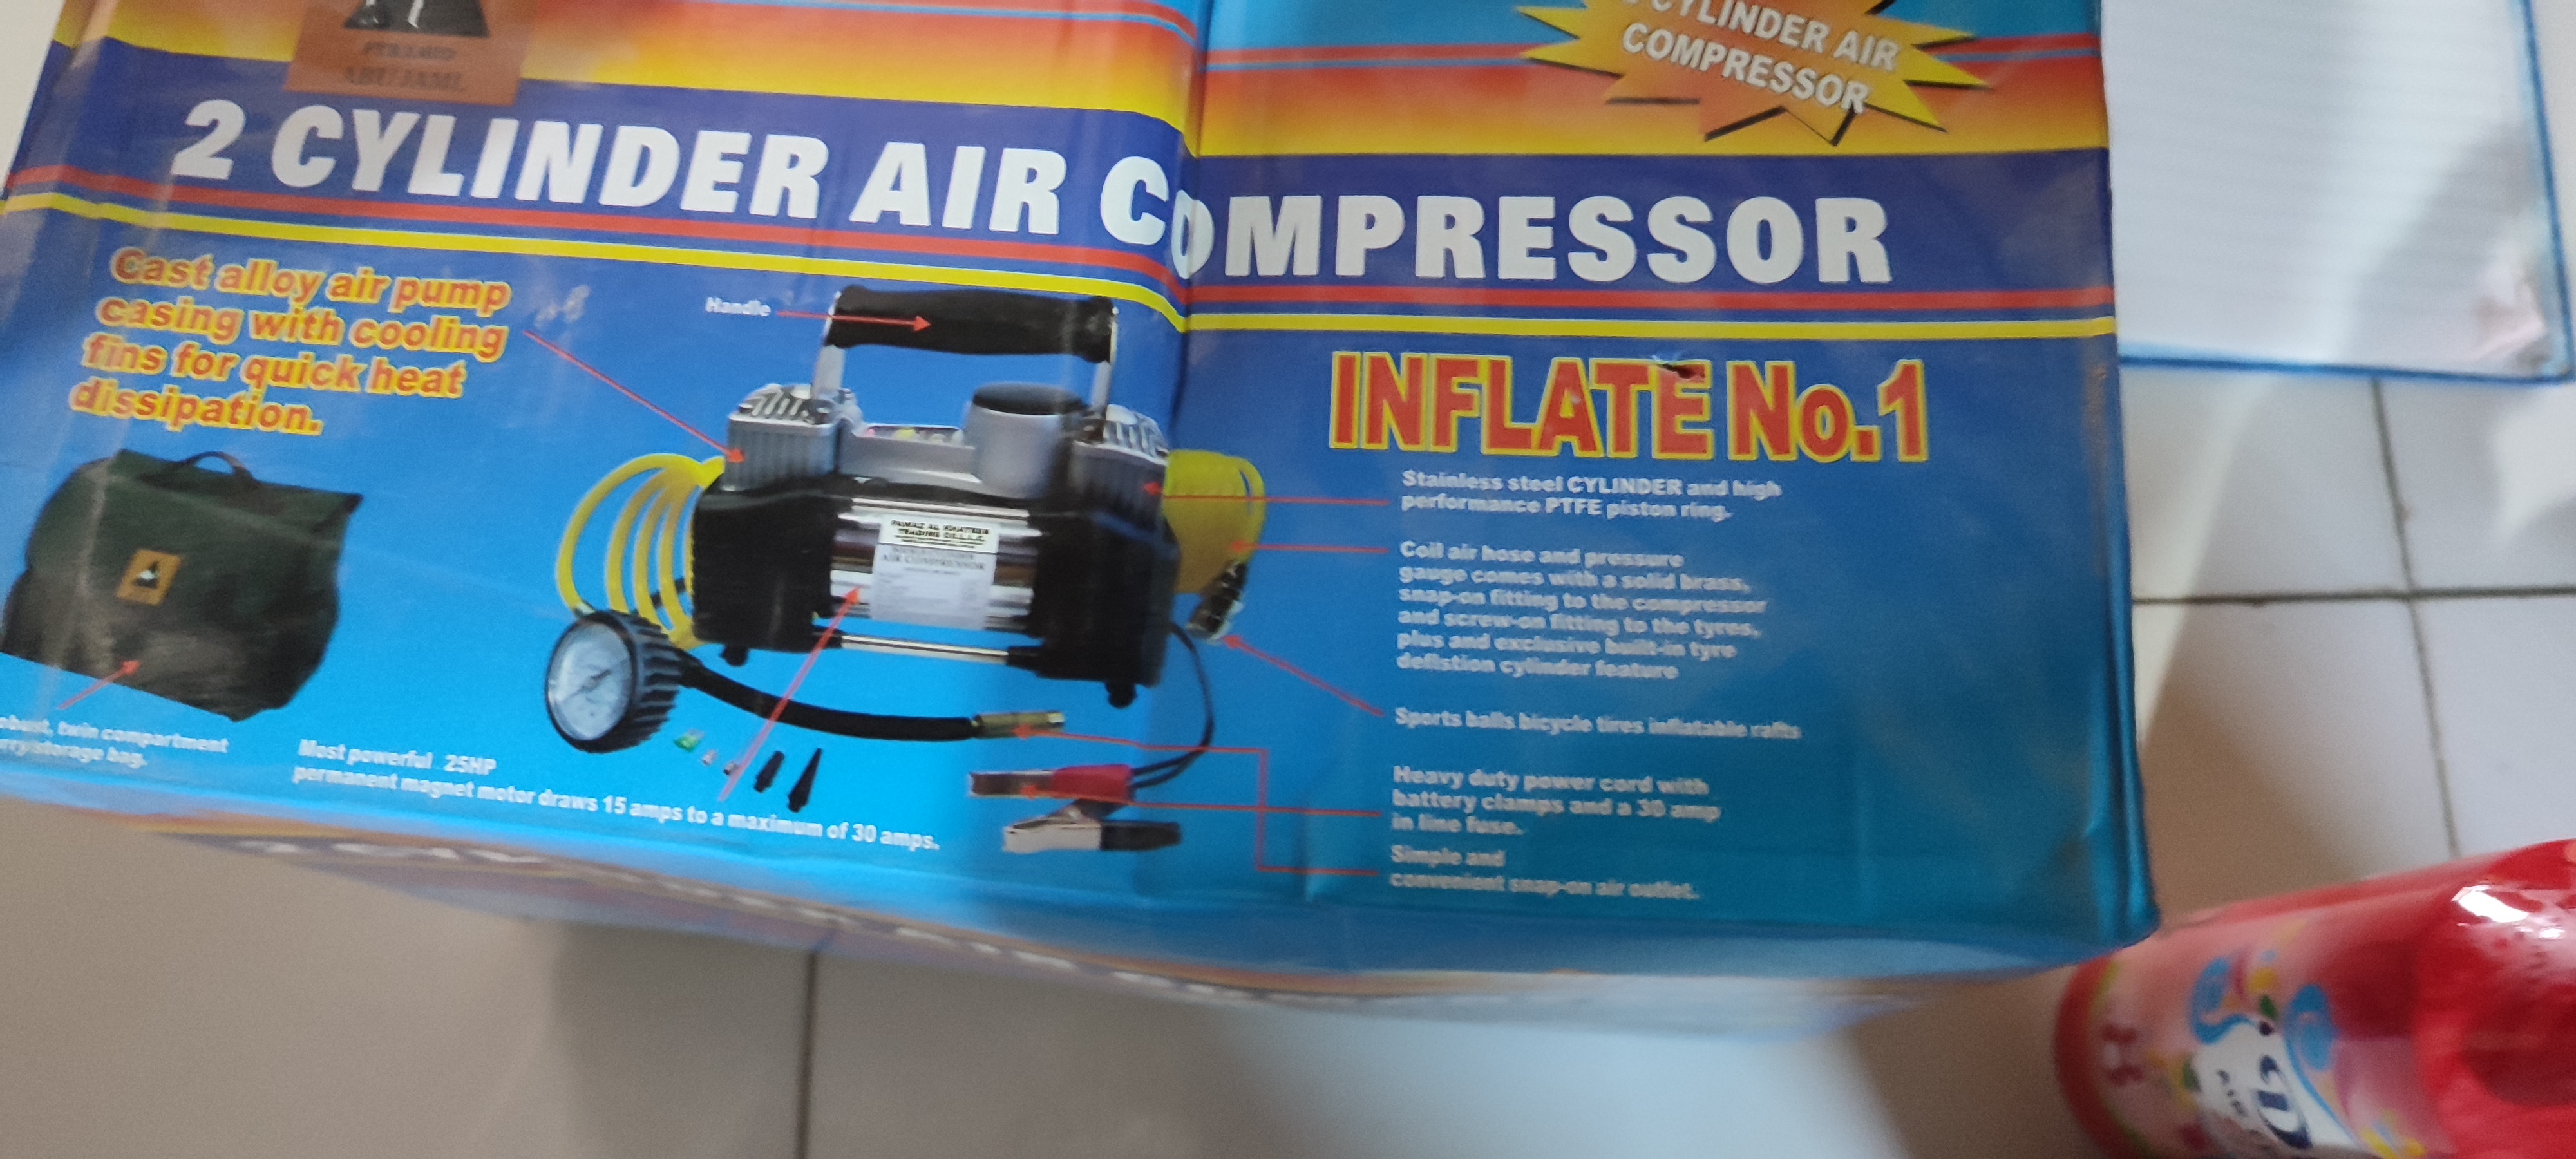 CYLINDER AIR
COMPRESSOR
2 CYLINDER AIR COMPRESSOR
Cast alloy air pump
casing with cooling
fins for quick heat
dissipation.
Handle
INFLATE No.1
Stainless steel CYLINDER and high
performance PTFE piston ring.
Coil air hose and pressure
gauge comes with a solid brass,
snap-on fitting to the compressor
and screw-on fitting to the tyres,
plus and exclusive built-in tyre
deflstion cylinder feature
TRADING CO.L.L.C.
AIR COMPRESSOR
Sports balls bicycle tires inflatable rafts
twin compartment
storage bag.
Most powerful 25HP
permanent magnet motor draws 15 amps to a maximum of 30 amps.
Heavy duty power cord with
battery clamps and a 30 amp
in line fuse.
Simple and
convenient snap-on air outlet.